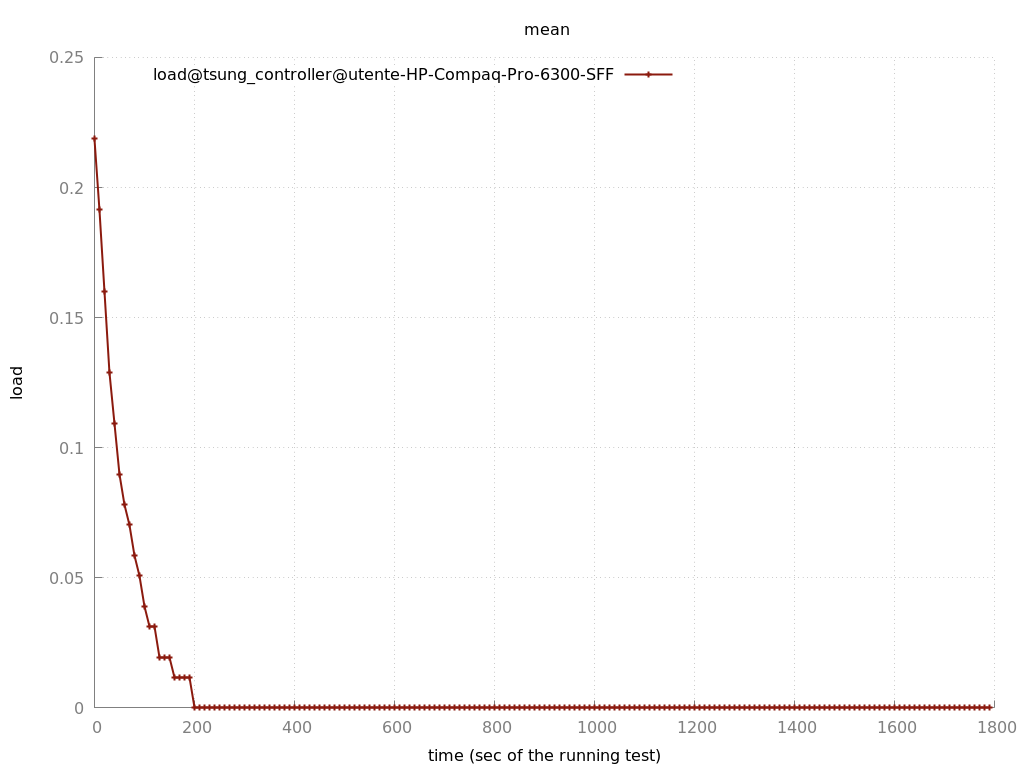 mean
load@tsung_controller@utente-HP-Compaq-Pro-6300-SFF
0.25
0.2
0.15
0.1
0.05
0
load
0 200 400 600 800 1000 1200 1400 1600 1800
time (sec of the running test)